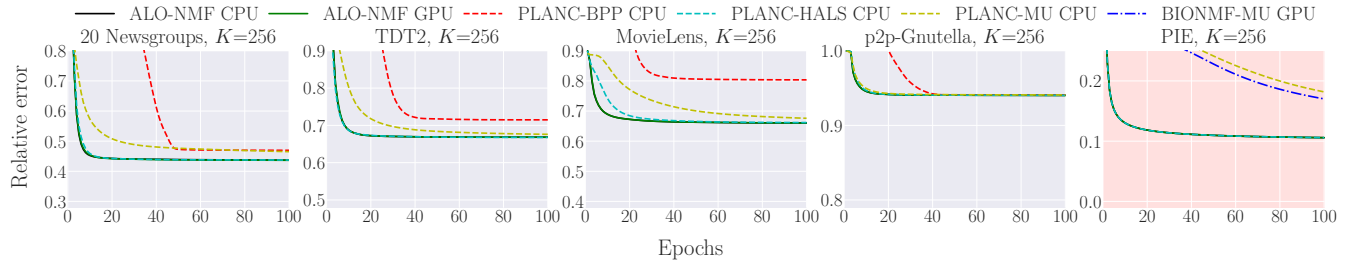 ALO-NMF CPU ALO-NMF GPU PLANC-BPP CPU PLANC-HALS CPU PLANC-MU CPU BIONMF-MU GPU
20 Newsgroups, K=256 TDT2, K=256 MovieLens, K=256 p2p-Gnutella, K=256 PIE, K=256
Relative error
0.8
0.7
0.6
0.5
0.4
0.3
0 20 40 60 80 100
0.9
0.8
0.7
0.6
0.5
0 20 40 60 80 100
0.9
0.8
0.7
0.6
0.5
0.4
0 20 40 60 80 100
1.0
0.9
0.8
0 20 40 60 80 100
0.2
0.1
0.0
0 20 40 60 80 100
Epochs